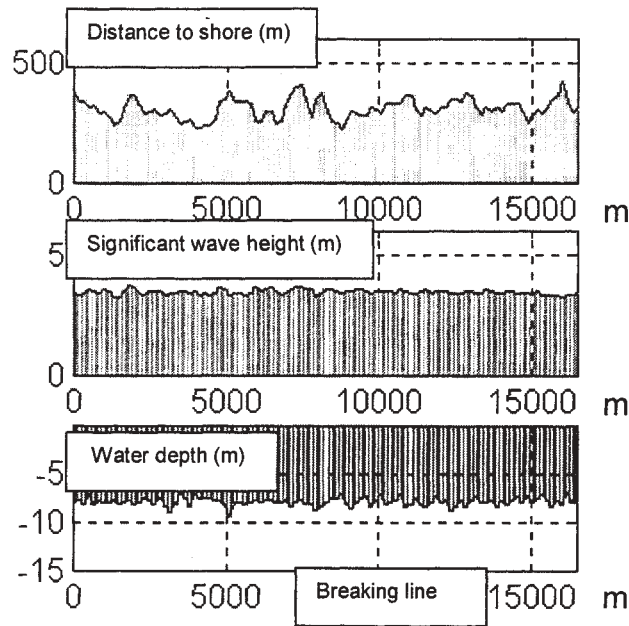 Distance to shore (m)
500
0
0 5000 10000 15000 m
Significant wave height (m)
5
0
0 5000 10000 15000 m
Water depth (m)
-5
-10
-15
0 5000 15000 m
Breaking line